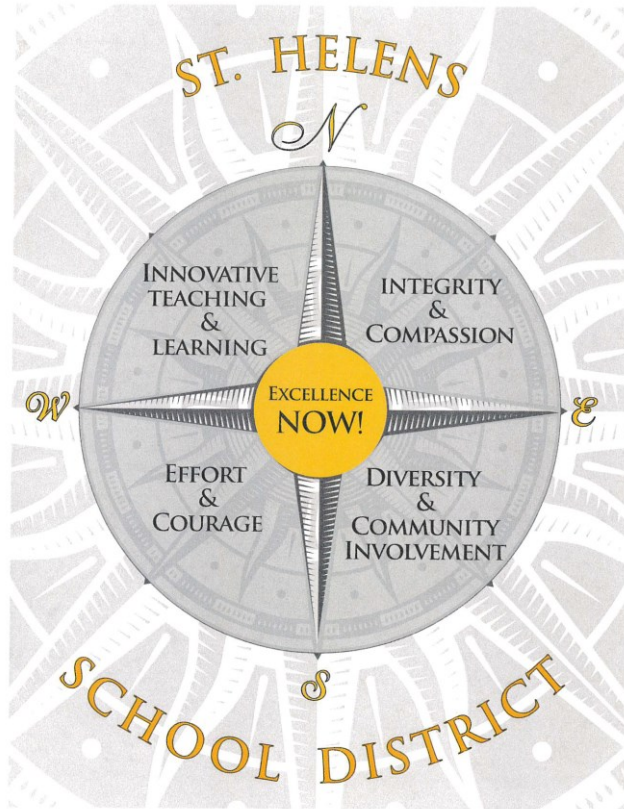 ST. HELENS
N
INNOVATIVE
TEACHING
&
LEARNING
INTEGRITY
&
COMPASSION
W
EXCELLENCE
NOW!
E
EFFORT
&
COURAGE
DIVERSITY
&
COMMUNITY
INVOLVEMENT
S
SCHOOL DISTRICT